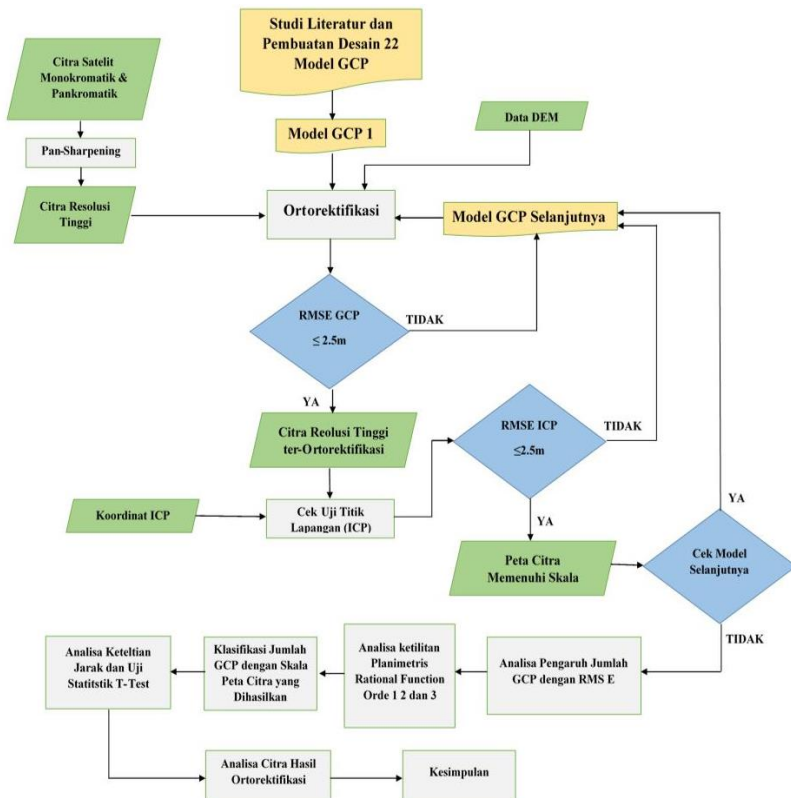 Studi Literatur dan
Pembuatan Desain 22
Model GCP
Citra Satelit
Monokromatik &
Pankromatik
Model GCP 1
Data DEM
Pan-Sharpening
Citra Resolusi
Tinggi
Ortorektifikasi
Model GCP Selanjutnya
RMSE GCP
≤ 2.5m
TIDAK
YA
Citra Reolusi Tinggi
ter-Ortorektifikasi
RMSE ICP
≤2.5m
TIDAK
YA
Koordinat ICP
Cek Uji Titik
Lapangan (ICP)
YA
Peta Citra
Memenuhi Skala
Cek Model
Selanjutnya
TIDAK
Analisa Keteltian
Jarak dan Uji
Statitstik T-Test
Klasifikasi Jumlah
GCP dengan Skala
Peta Citra yang
Dihasilkan
Analisa ketilitan
Planimetris
Rational Function
Orde 1 2 dan 3
Analisa Pengaruh Jumlah
GCP dengan RMS E
Analisa Citra Hasil
Ortorektifikasi
Kesimpulan